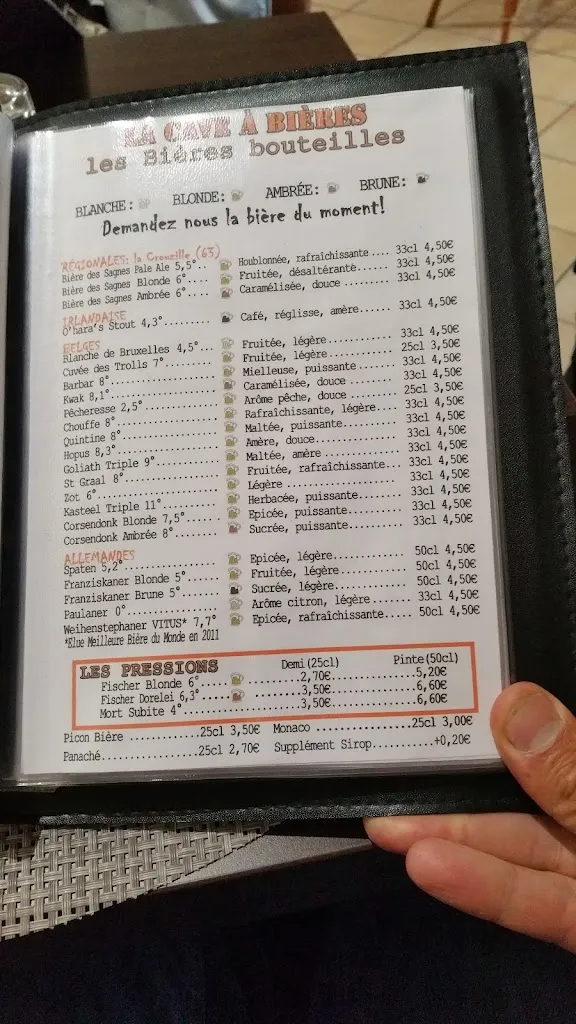 LA CAVE À BIÈRES
les Bières bouteilles
BLANCHE: BLONDE: AMBRÉE: BRUNE:
Demandez nous la bière du moment!
RÉGIONALES: la Crouzille (63)
Bière des Sagnes Pale Ale 5,5°.. Houblonnée, rafraîchissante .... 33cl 4,50€
Bière des Sagnes Blonde 6°.... Fruitée, désaltérante...... 33cl 4,50€
Bière des Sagnes Ambrée 6°.... Caramélisée, douce ........ 33cl 4,50€
IRLANDAISE
O'hara's Stout 4,3°......... Café, réglisse, amère...... 33cl 4,50€
BELGES
Blanche de Bruxelles 4,5°... Fruitée, légère............ 33cl 4,50€
Cuvée des Trolls 7°......... Fruitée, légère............ 25cl 3,50€
Barbar 8°................... Mielleuse, puissante ...... 33cl 4,50€
Kwak 8,1°................... Caramélisée, douce ........ 33cl 4,50€
Pêcheresse 2,5°............. Arôme pêche, douce ........ 25cl 3,50€
Chouffe 8°.................. Rafraîchissante, légère.... 33cl 4,50€
Quintine 8°................. Maltée, puissante.......... 33cl 4,50€
Hopus 8,3°.................. Amère, douce............... 33cl 4,50€
Goliath Triple 9°........... Maltée, amère ............. 33cl 4,50€
St Graal 8°................. Fruitée, rafraîchissante... 33cl 4,50€
Zot 6°...................... Légère .................... 33cl 4,50€
Kasteel Triple 11°.......... Herbacée, puissante........ 33cl 4,50€
Corsendonk Blonde 7,5°...... Epicée, puissante.......... 33cl 4,50€
Corsendonk Ambrée 8°........ Sucrée, puissante.......... 33cl 4,50€
ALLEMANDES
Spaten 5,2°................. Epicée, légère............. 50cl 4,50€
Franziskaner Blonde 5°...... Fruitée, légère............ 50cl 4,50€
Franziskaner Brune 5°....... Sucrée, légère............. 50cl 4,50€
Paulaner 0°................. Arôme citron, légère....... 33cl 4,50€
Weihenstephaner VITUS* 7,7° Epicée, rafraîchissante.... 50cl 4,50€
*Elue Meilleure Bière du Monde en 2011
LES PRESSIONS Demi(25cl) Pinte(50cl)
Fischer Blonde 6° ........2,70€.............5,20€
Fischer Dorelei 6,3° ........3,50€.............6,60€
Mort Subite 4°..................3,50€.............6,60€
Picon Bière ............25cl 3,50€ Monaco ................25cl 3,00€
Panaché.................25cl 2,70€ Supplément Sirop..........+0,20€